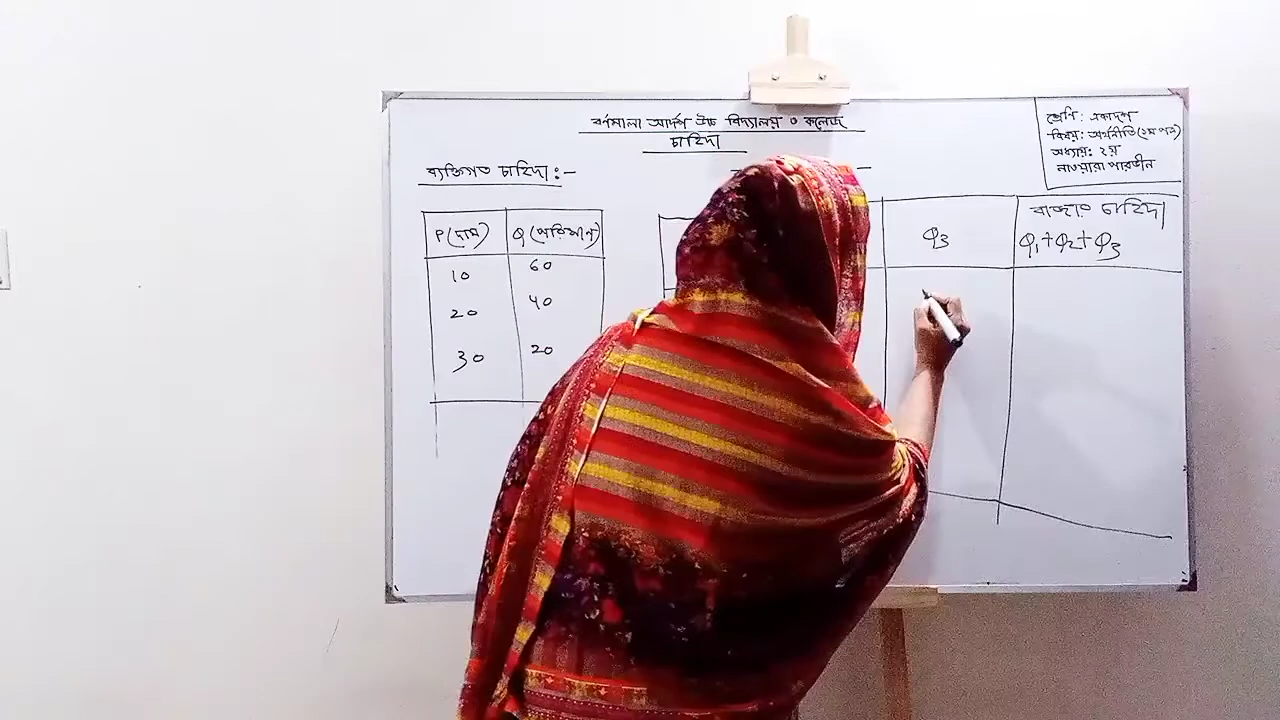 বর্ণমালা আদর্শ উচ্চ বিদ্যালয় ও কলেজ
চাহিদা
শ্রেণি: একাদশ
বিষয়: অর্থনীতি (১ম পত্র)
অধ্যায়: ২য়
নাওয়ারা পারভীন
ব্যক্তিগত চাহিদা :-
P(দাম) Q (পরিমাণ)
10 60
20 40
30 20
Q3 বাজার চাহিদা
Q1+Q2+Q3